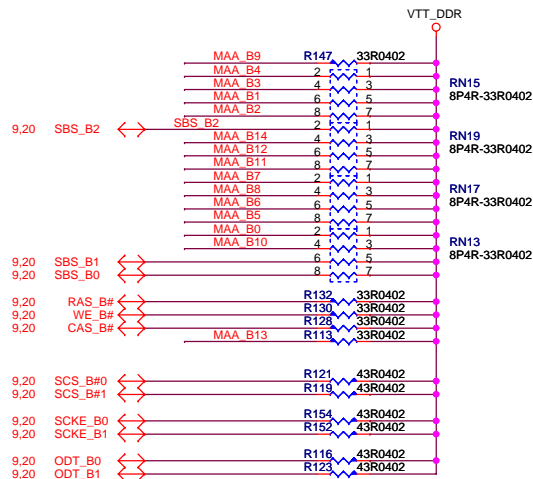 VTT_DDR
MAA_B9 R147 33R0402
MAA_B4 2 1
MAA_B3 4 3 RN15
MAA_B1 6 5 8P4R-33R0402
MAA_B2 8 7
9,20 SBS_B2 SBS_B2 2 1
MAA_B14 4 3 RN19
MAA_B12 6 5 8P4R-33R0402
MAA_B11 8 7
MAA_B7 2 1
MAA_B8 4 3 RN17
MAA_B6 6 5 8P4R-33R0402
MAA_B5 8 7
MAA_B0 2 1
MAA_B10 4 3 RN13
9,20 SBS_B1 6 5 8P4R-33R0402
9,20 SBS_B0 8 7
9,20 RAS_B# R132 33R0402
9,20 WE_B# R130 33R0402
9,20 CAS_B# R128 33R0402
MAA_B13 R113 33R0402
9,20 SCS_B#0 R121 43R0402
9,20 SCS_B#1 R119 43R0402
9,20 SCKE_B0 R154 43R0402
9,20 SCKE_B1 R152 43R0402
9,20 ODT_B0 R116 43R0402
9,20 ODT_B1 R123 43R0402